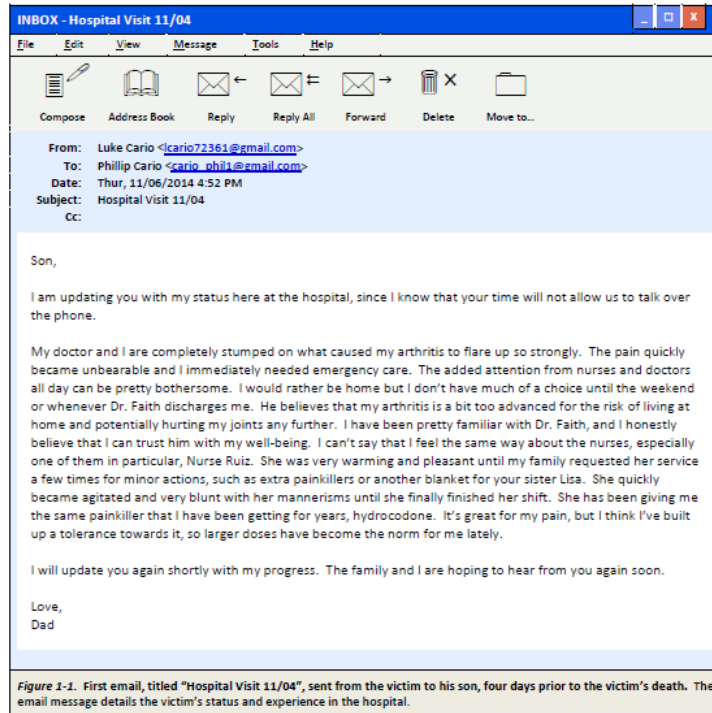 INBOX - Hospital Visit 11/04
File Edit View Message Tools Help
Compose Address Book Reply Reply All Forward Delete Move to...
From: Luke Cario <lcario72361@gmail.com>
To: Phillip Cario <cario_phil1@gmail.com>
Date: Thur, 11/06/2014 4:52 PM
Subject: Hospital Visit 11/04
Cc:
Son,
I am updating you with my status here at the hospital, since I know that your time will not allow us to talk over
the phone.
My doctor and I are completely stumped on what caused my arthritis to flare up so strongly. The pain quickly
became unbearable and I immediately needed emergency care. The added attention from nurses and doctors
all day can be pretty bothersome. I would rather be home but I don't have much of a choice until the weekend
or whenever Dr. Faith discharges me. He believes that my arthritis is a bit too advanced for the risk of living at
home and potentially hurting my joints any further. I have been pretty familiar with Dr. Faith, and I honestly
believe that I can trust him with my well-being. I can't say that I feel the same way about the nurses, especially
one of them in particular, Nurse Ruiz. She was very warming and pleasant until my family requested her service
a few times for minor actions, such as extra painkillers or another blanket for your sister Lisa. She quickly
became agitated and very blunt with her mannerisms until she finally finished her shift. She has been giving me
the same painkiller that I have been getting for years, hydrocodone. It's great for my pain, but I think I've built
up a tolerance towards it, so larger doses have become the norm for me lately.
I will update you again shortly with my progress. The family and I are hoping to hear from you again soon.
Love,
Dad
Figure 1-1. First email, titled "Hospital Visit 11/04", sent from the victim to his son, four days prior to the victim's death. The
email message details the victim's status and experience in the hospital.